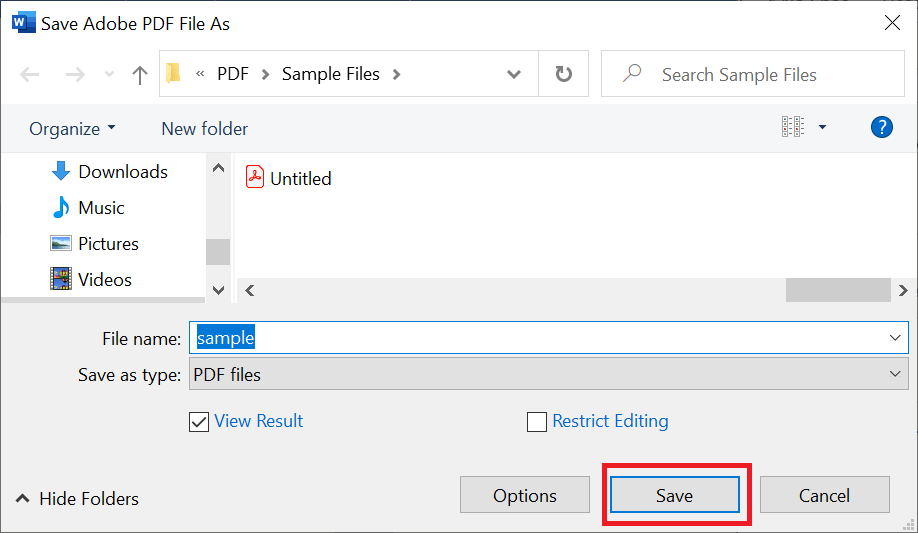 Save Adobe PDF File As
« PDF > Sample Files >
Search Sample Files
Organize
New folder
?
Downloads
Untitled
Music
Pictures
Videos
File name: sample
Save as type: PDF files
View Result
Restrict Editing
Hide Folders
Options
Save
Cancel